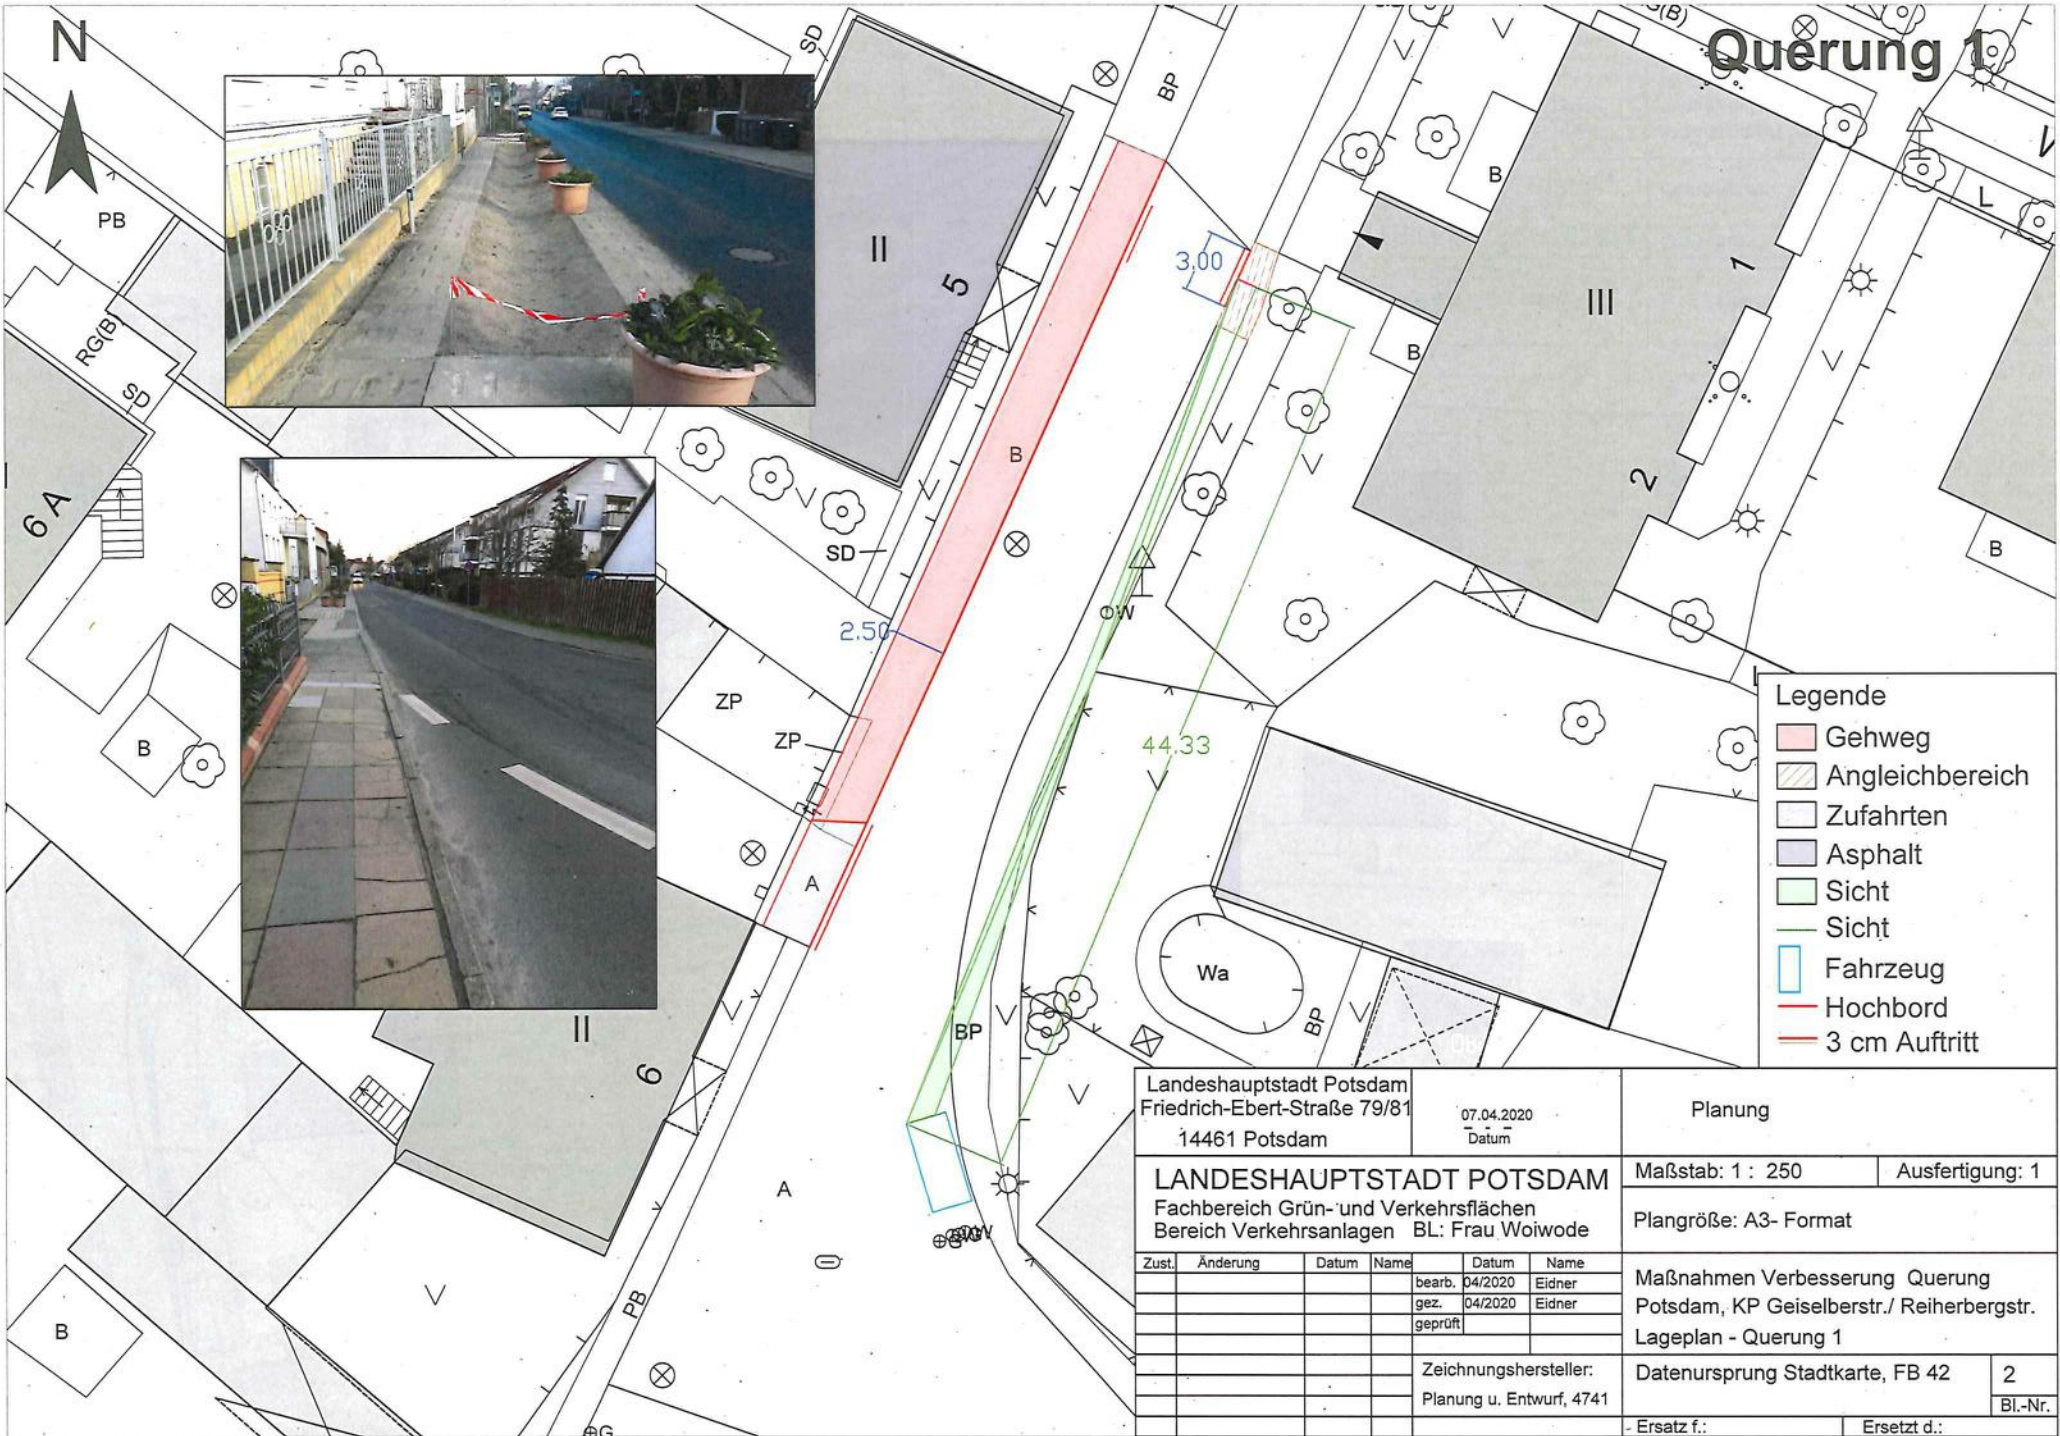 N
Querung 1
SD
BP
G(B)
PB
RG(B)
SD
6 A
II
5
3,00
B
L
III
1
B
2
B
B
SD
2.50
W
ZP
ZP
44.33
B
A
Wa
BP
BP
II
6
A
PB
B
G
Legende
Gehweg
Angleichbereich
Zufahrten
Asphalt
Sicht
Sicht
Fahrzeug
Hochbord
3 cm Auftritt
Landeshauptstadt Potsdam
Friedrich-Ebert-Straße 79/81
14461 Potsdam
07.04.2020
Datum
Planung
LANDESHAUPTSTADT POTSDAM
Fachbereich Grün- und Verkehrsflächen
Bereich Verkehrsanlagen BL: Frau Woiwode
Maßstab: 1 : 250
Ausfertigung: 1
Plangröße: A3- Format
Zust. Änderung Datum Name Datum Name
bearb. 04/2020 Eidner
gez. 04/2020 Eidner
geprüft
Maßnahmen Verbesserung Querung
Potsdam, KP Geiselberstr./ Reiherbergstr.
Lageplan - Querung 1
Zeichnungshersteller:
Planung u. Entwurf, 4741
Datenursprung Stadtkarte, FB 42
2
Bl.-Nr.
Ersatz f.:
Ersetzt d.: